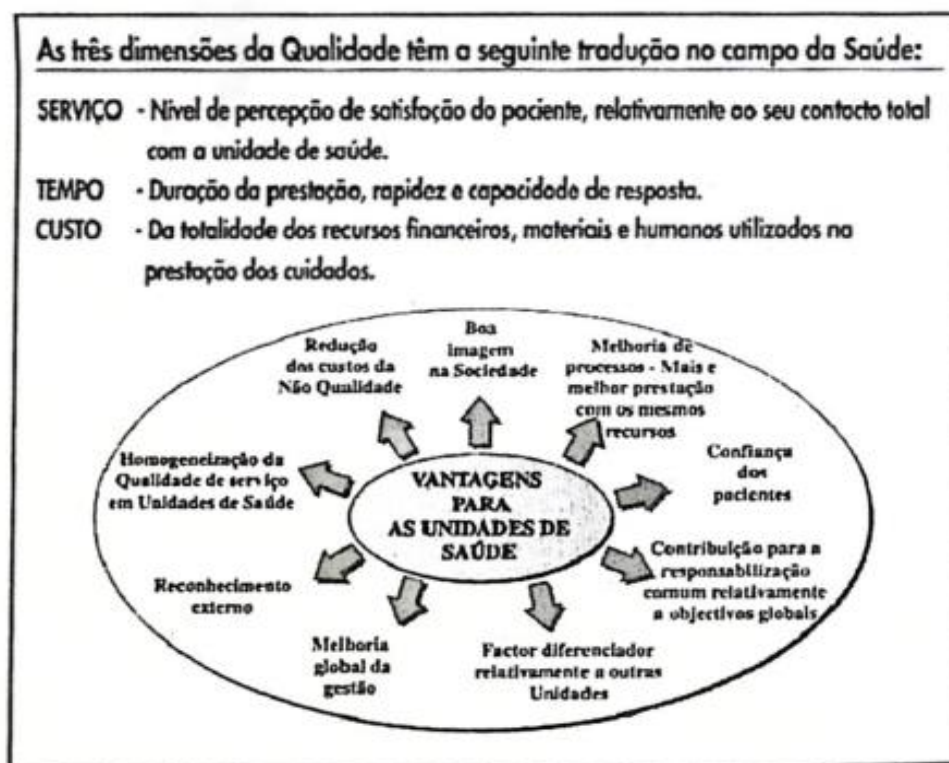 As três dimensões da Qualidade têm a seguinte tradução no campo da Saúde:
SERVIÇO - Nível de percepção de satisfação do paciente, relativamente ao seu contacto total
com a unidade de saúde.
TEMPO - Duração da prestação, rapidez e capacidade de resposta.
CUSTO - Da totalidade dos recursos financeiros, materiais e humanos utilizados na
prestação dos cuidados.
Redução
dos custos da
Não Qualidade
Boa
imagem
na Sociedade
Melhoria de
processos - Mais e
melhor prestação
com os mesmos
recursos
Homogeneização da
Qualidade de serviço
em Unidades de Saúde
VANTAGENS
PARA
AS UNIDADES DE
SAÚDE
Confiança
dos
pacientes
Reconhecimento
externo
Contribuição para a
responsabilização
comum relativamente
a objectivos globais
Melhoria
global da
gestão
Factor diferenciador
relativamente a outras
Unidades